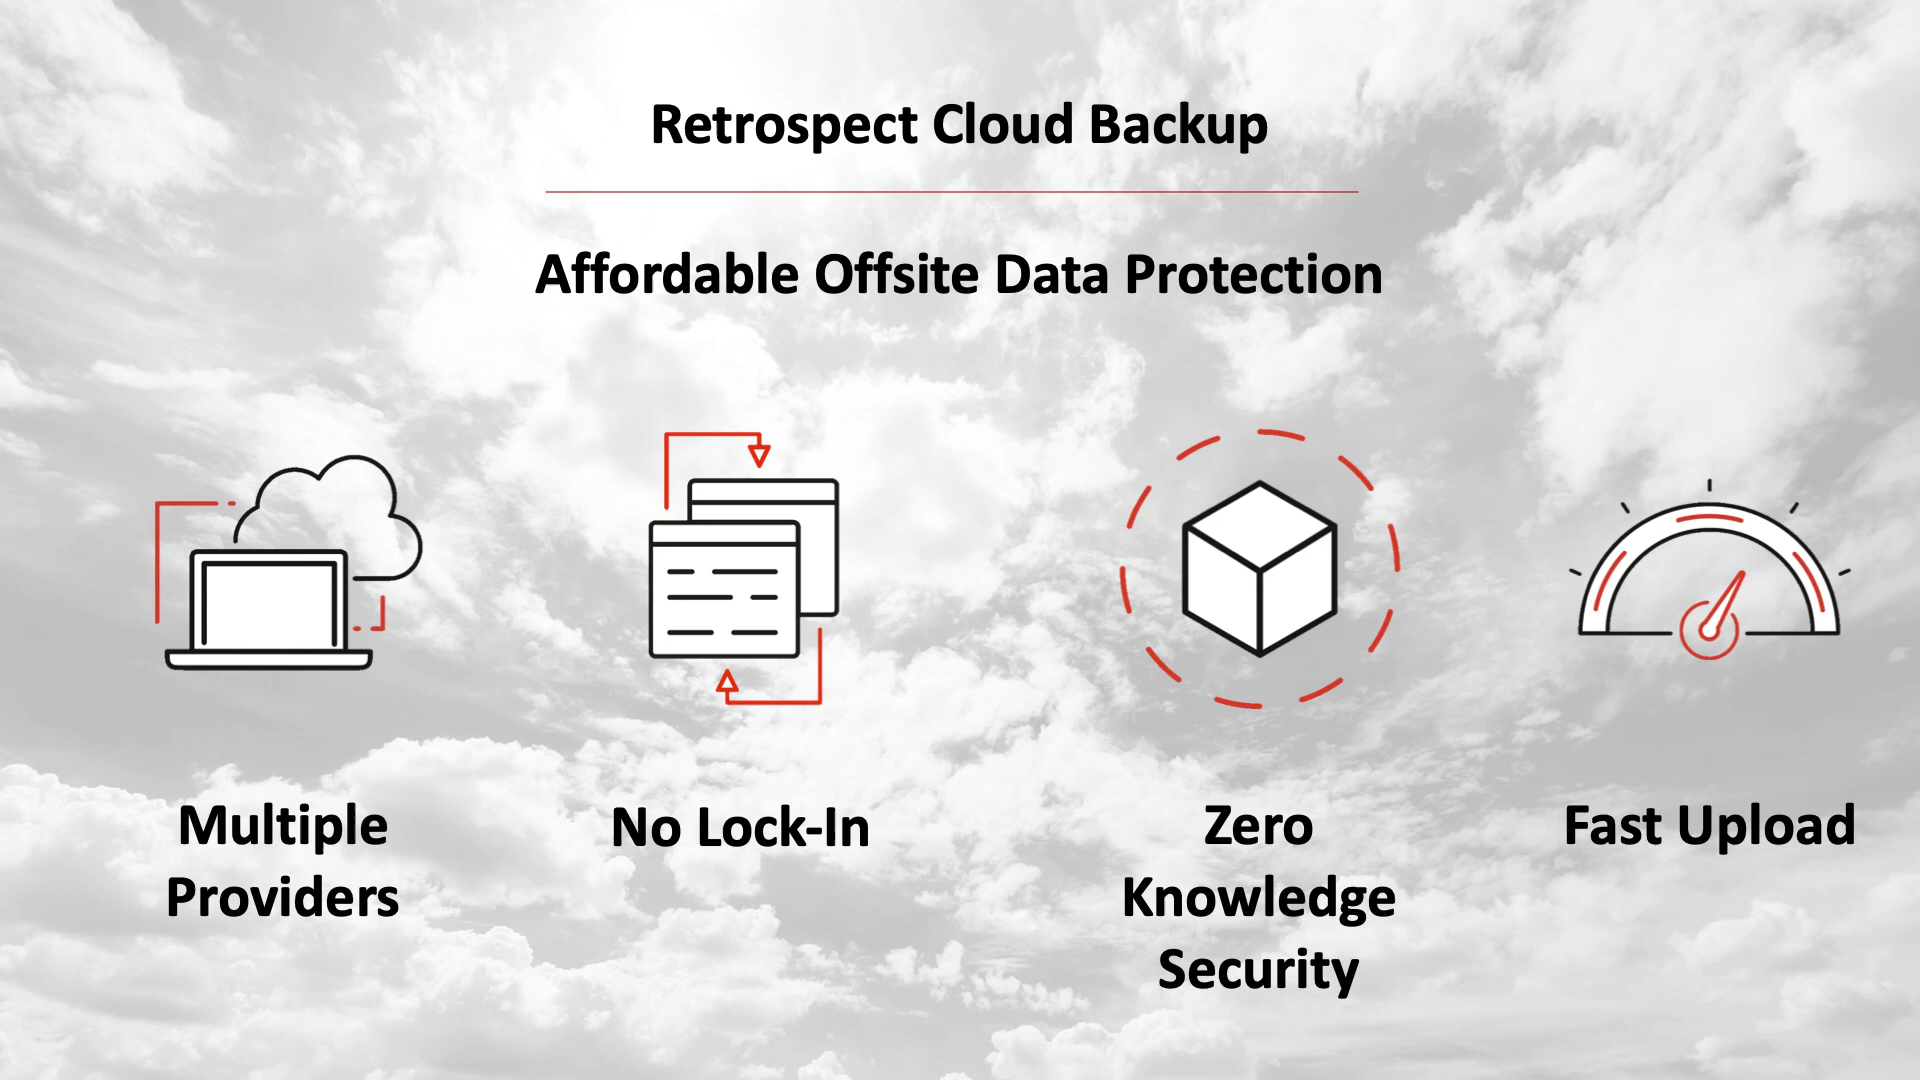 Retrospect Cloud Backup
Affordable Offsite Data Protection
Multiple
Providers
No Lock-In
Zero
Knowledge
Security
Fast Upload